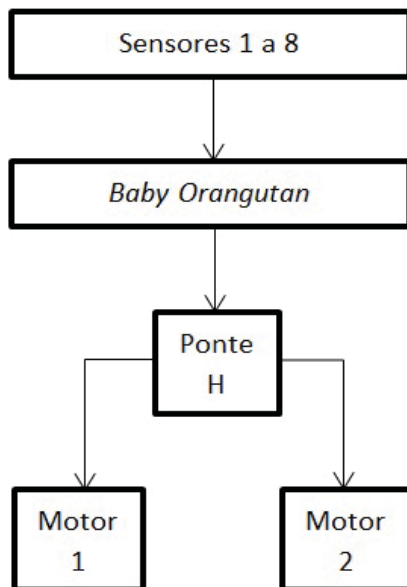 Sensores 1 a 8
Baby Orangutan
Ponte
H
Motor
1
Motor
2